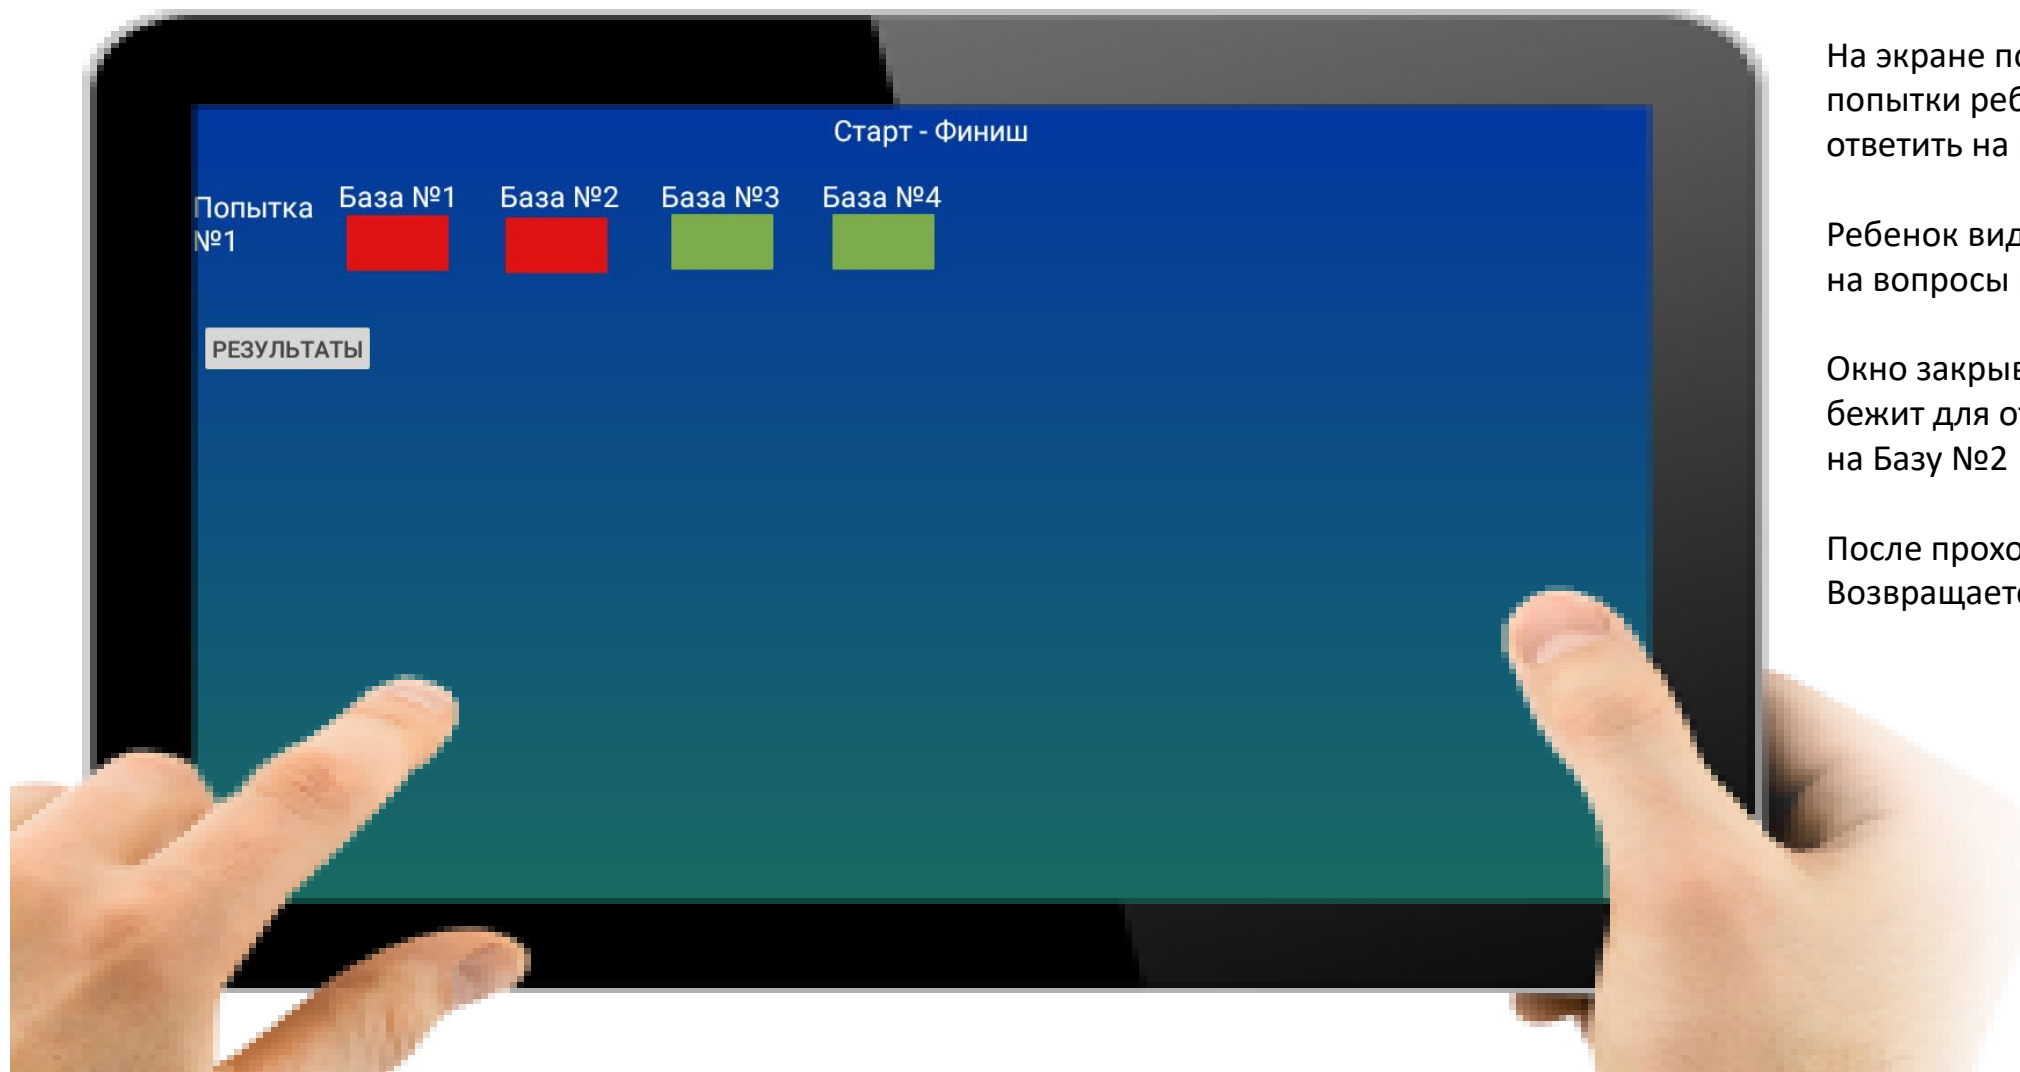 Старт - Финиш
База №1 База №2 База №3 База №4
Попытка
№1
РЕЗУЛЬТАТЫ
На экране
попытки
ответить на
Ребенок
на вопросы
Окно
бежит для
на Базу №2
После